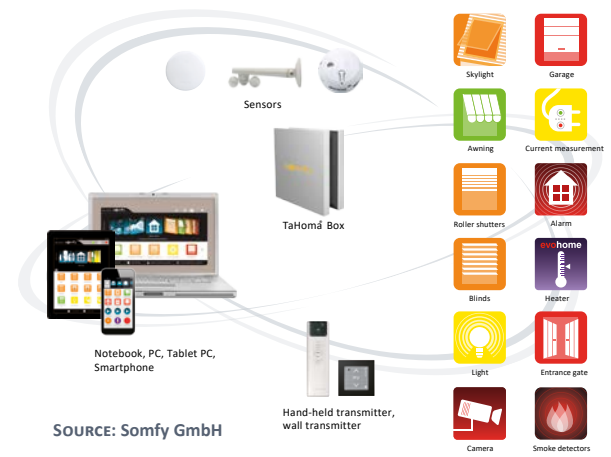 Sensors
TaHoma® Box
Notebook, PC, Tablet PC,
Smartphone
Hand-held transmitter,
wall transmitter
SOURCE: Somfy GmbH
Skylight
Garage
Awning
Current measurement
Roller shutters
Alarm
evohome
Blinds
Heater
Light
Entrance gate
Camera
Smoke detectors